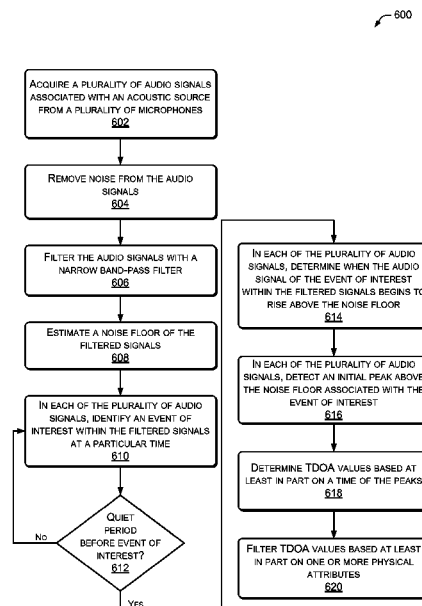 600
ACQUIRE A PLURALITY OF AUDIO SIGNALS
ASSOCIATED WITH AN ACOUSTIC SOURCE
FROM A PLURALITY OF MICROPHONES
602
REMOVE NOISE FROM THE AUDIO
SIGNALS
604
FILTER THE AUDIO SIGNALS WITH A
NARROW BAND-PASS FILTER
606
ESTIMATE A NOISE FLOOR OF THE
FILTERED SIGNALS
608
IN EACH OF THE PLURALITY OF AUDIO
SIGNALS, IDENTIFY AN EVENT OF
INTEREST WITHIN THE FILTERED SIGNALS
AT A PARTICULAR TIME
610
QUIET
PERIOD
BEFORE EVENT OF
INTEREST?
612
NO
YES
IN EACH OF THE PLURALITY OF AUDIO
SIGNALS, DETERMINE WHEN THE AUDIO
SIGNAL OF THE EVENT OF INTEREST
WITHIN THE FILTERED SIGNALS BEGINS TO
RISE ABOVE THE NOISE FLOOR
614
IN EACH OF THE PLURALITY OF AUDIO
SIGNALS, DETECT AN INITIAL PEAK ABOVE
THE NOISE FLOOR ASSOCIATED WITH THE
EVENT OF INTEREST
616
DETERMINE TDOA VALUES BASED AT
LEAST IN PART ON A TIME OF THE PEAKS
618
FILTER TDOA VALUES BASED AT LEAST
IN PART ON ONE OR MORE PHYSICAL
ATTRIBUTES
620